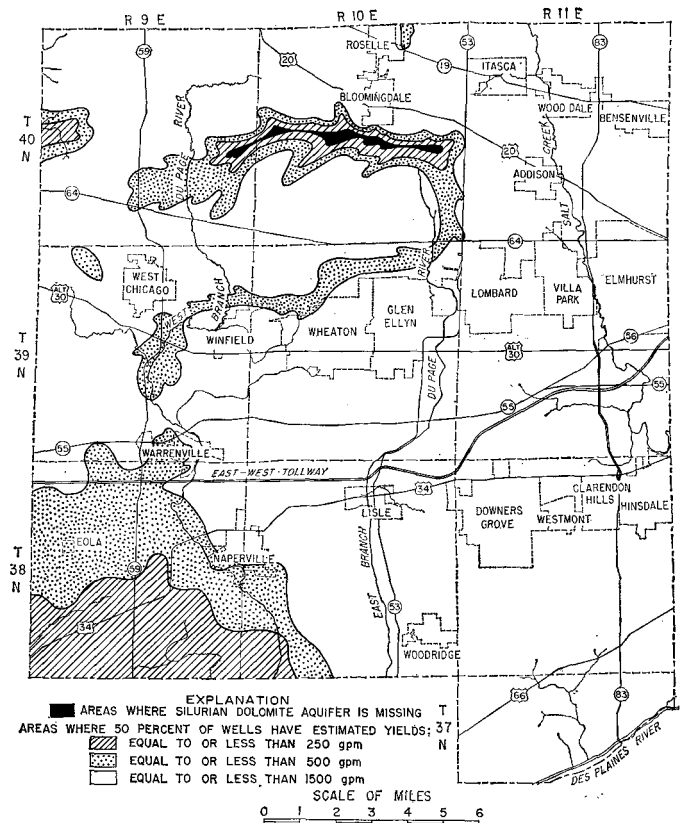 R 9 E
R 10 E
R 11 E
59
ROSELLE
53
83
20
19
ITASCA
BLOOMINGDALE
WOOD DALE
BENSENVILLE
T
40
N
RIVER
DU PAGE
CREEK
20
ADDISON
SALT
64
64
RIVER
WEST
CHICAGO
ALT
30
BRANCH
WEST
WINFIELD
WHEATON
GLEN
ELLYN
LOMBARD
VILLA
PARK
ELMHURST
T
39
N
ALT
30
56
DU PAGE
55
55
55
WARRENVILLE
EAST-WEST-TOLLWAY
34
LISLE
CLARENDON
HILLS
HINSDALE
DOWNERS
GROVE
WESTMONT
EOLA
NAPERVILLE
T
38
N
59
BRANCH
EAST
53
34
WOODRIDGE
66
83
DES PLAINES RIVER
EXPLANATION
AREAS WHERE SILURIAN DOLOMITE AQUIFER IS MISSING
AREAS WHERE 50 PERCENT OF WELLS HAVE ESTIMATED YIELDS;
EQUAL TO OR LESS THAN 250 gpm
EQUAL TO OR LESS THAN 500 gpm
EQUAL TO OR LESS THAN 1500 gpm
T
37
N
SCALE OF MILES
0 1 2 3 4 5 6